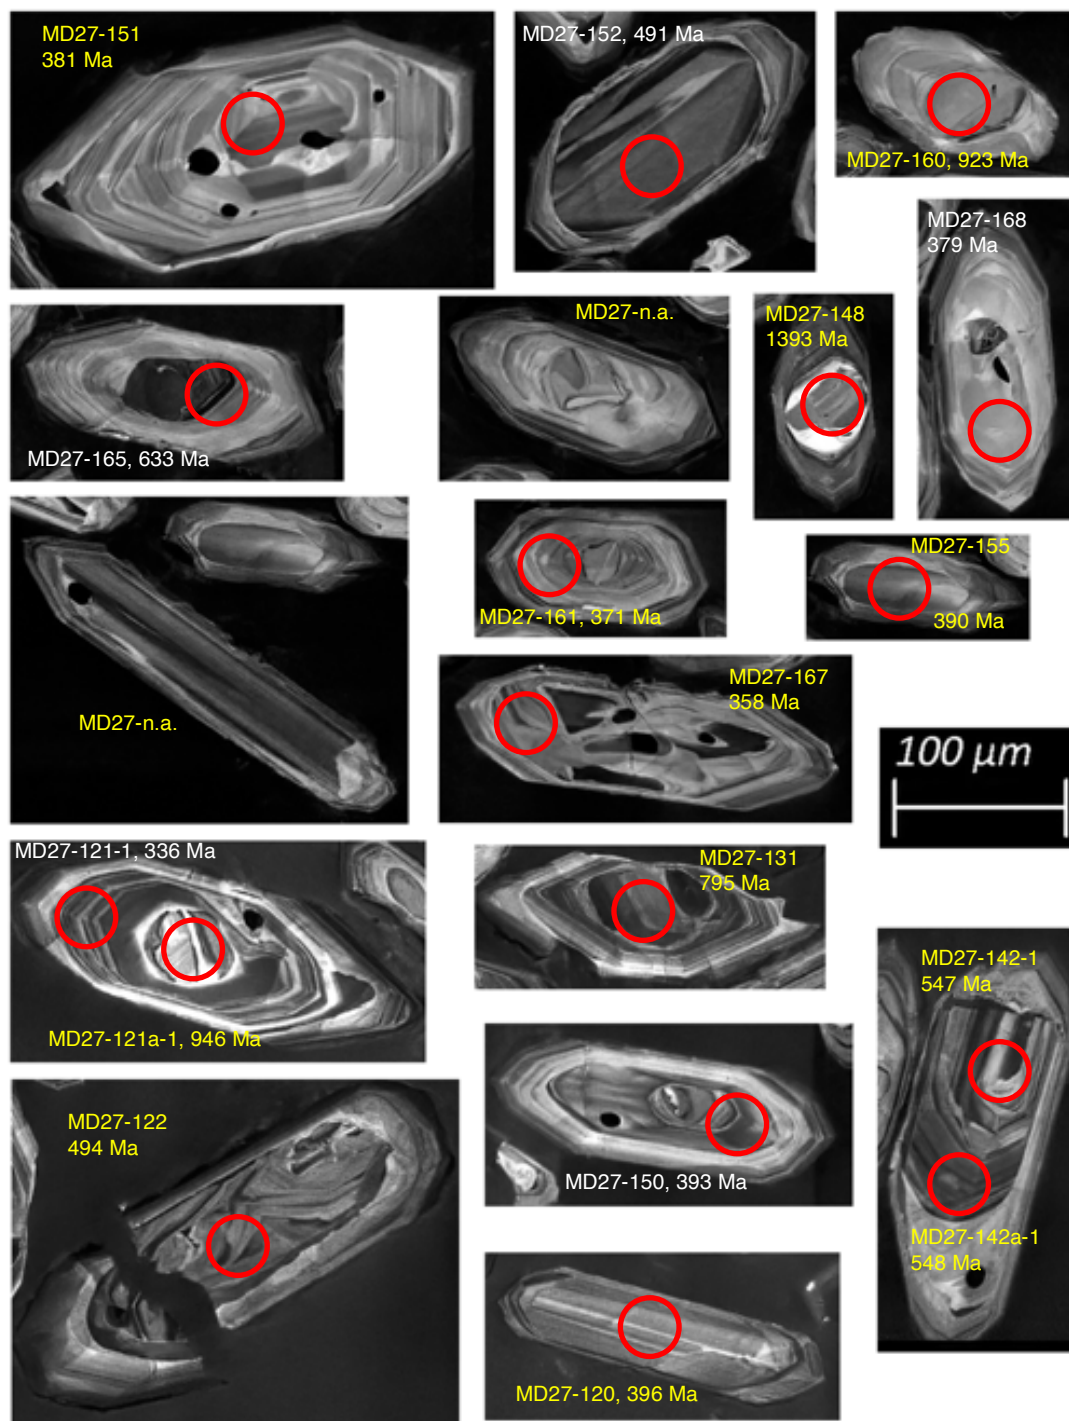 MD27-151
381 Ma
MD27-152, 491 Ma
MD27-160, 923 Ma
MD27-168
379 Ma
MD27-n.a.
MD27-148
1393 Ma
MD27-165, 633 Ma
MD27-161, 371 Ma
MD27-155
390 Ma
MD27-n.a.
MD27-167
358 Ma
100 µm
MD27-121-1, 336 Ma
MD27-121a-1, 946 Ma
MD27-131
795 Ma
MD27-142-1
547 Ma
MD27-142a-1
548 Ma
MD27-122
494 Ma
MD27-150, 393 Ma
MD27-120, 396 Ma